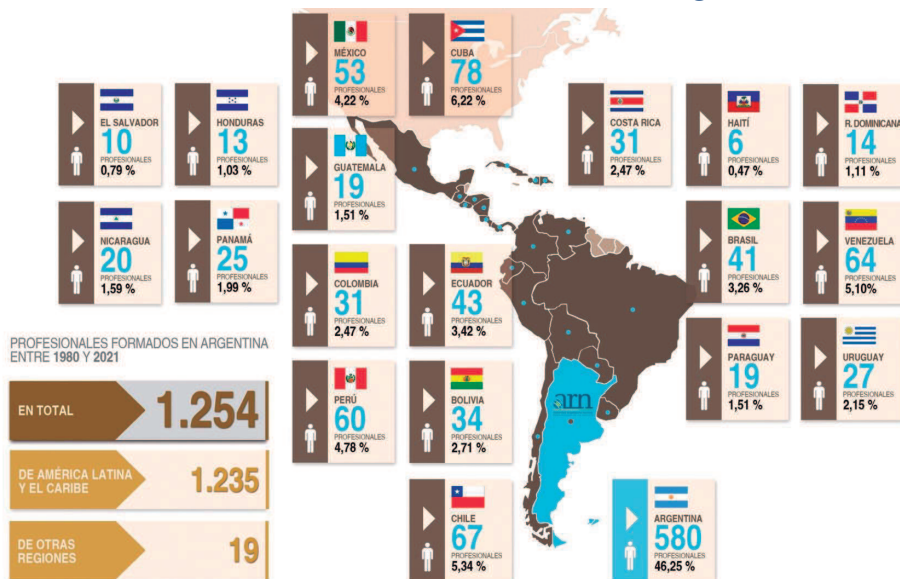 MÉXICO
53
PROFESIONALES
4,22 %
CUBA
78
PROFESIONALES
6,22 %
EL SALVADOR
10
PROFESIONALES
0,79 %
HONDURAS
13
PROFESIONALES
1,03 %
GUATEMALA
19
PROFESIONALES
1,51 %
COSTA RICA
31
PROFESIONALES
2,47 %
HAITÍ
6
PROFESIONALES
0,47 %
R. DOMINICANA
14
PROFESIONALES
1,11 %
NICARAGUA
20
PROFESIONALES
1,59 %
PANAMÁ
25
PROFESIONALES
1,99 %
COLOMBIA
31
PROFESIONALES
2,47 %
ECUADOR
43
PROFESIONALES
3,42 %
BRASIL
41
PROFESIONALES
3,26 %
VENEZUELA
64
PROFESIONALES
5,10%
PERÚ
60
PROFESIONALES
4,78 %
BOLIVIA
34
PROFESIONALES
2,71 %
PARAGUAY
19
PROFESIONALES
1,51 %
URUGUAY
27
PROFESIONALES
2,15 %
CHILE
67
PROFESIONALES
5,34 %
ARGENTINA
580
PROFESIONALES
46,25 %
arn
PROFESIONALES FORMADOS EN ARGENTINA
ENTRE 1980 Y 2021
EN TOTAL
1.254
DE AMÉRICA LATINA
Y EL CARIBE
1.235
DE OTRAS
REGIONES
19